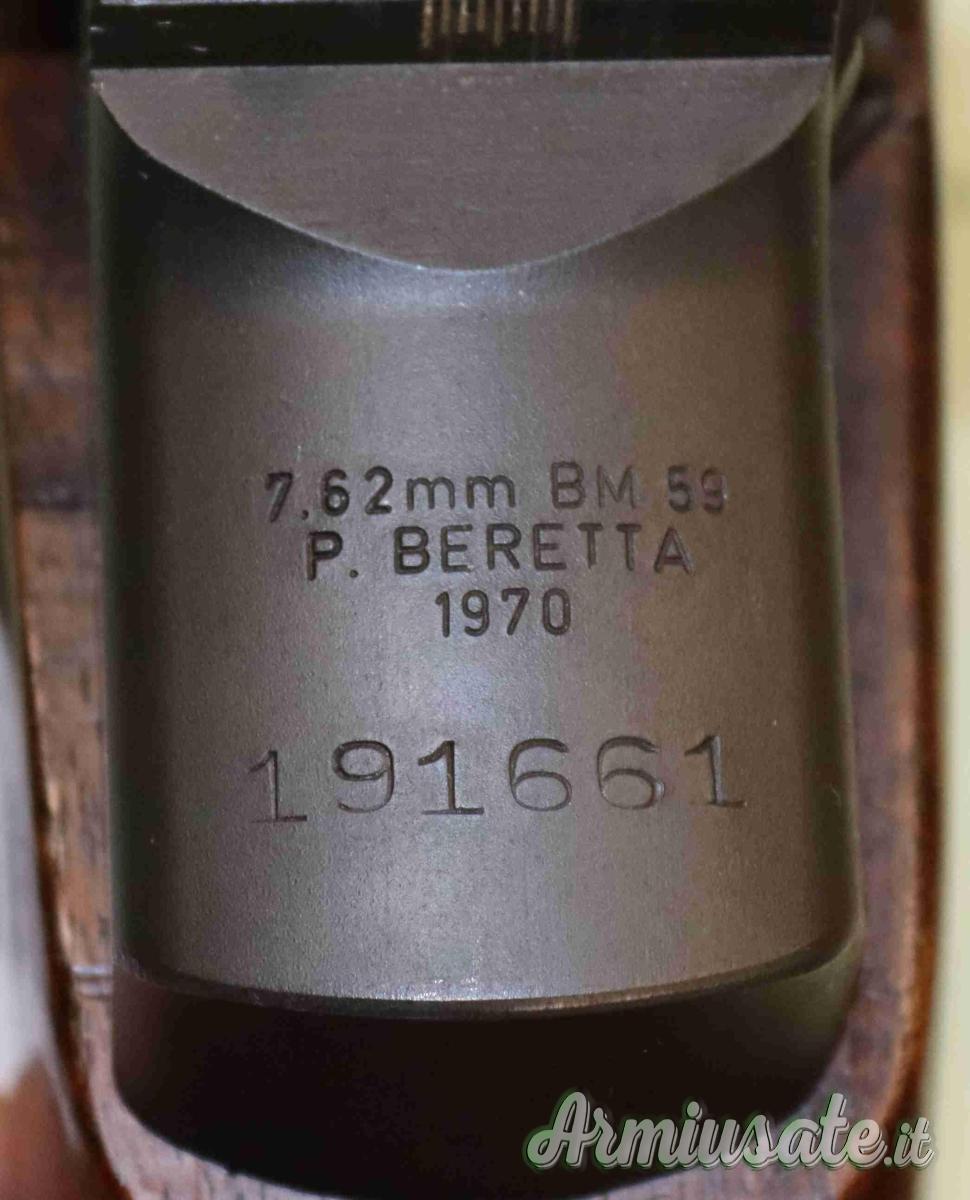 7.62mm BM 59
P. BERETTA
1970
191661
Armiusate.it